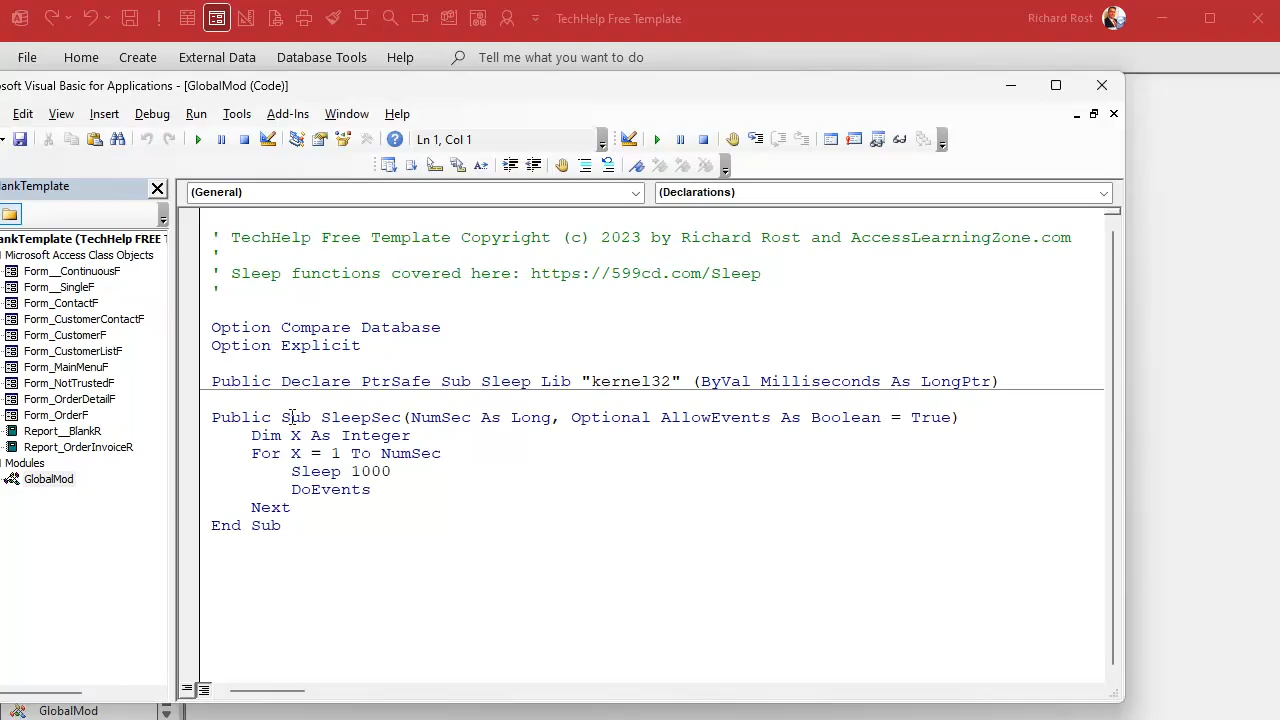 TechHelp Free Template
Richard Rost
File Home Create External Data Database Tools Help Tell me what you want to do
osoft Visual Basic for Applications - [GlobalMod (Code)]
Edit View Insert Debug Run Tools Add-Ins Window Help
Ln 1, Col 1
lankTemplate
(General) (Declarations)
lankTemplate (TechHelp FREE T
Microsoft Access Class Objects
Form__ContinuousF
Form__SingleF
Form_ContactF
Form_CustomerContactF
Form_CustomerF
Form_CustomerListF
Form_MainMenuF
Form_NotTrustedF
Form_OrderDetailF
Form_OrderF
Report__BlankR
Report_OrderInvoiceR
Modules
GlobalMod
' TechHelp Free Template Copyright (c) 2023 by Richard Rost and AccessLearningZone.com
'
' Sleep functions covered here: https://599cd.com/Sleep
'
Option Compare Database
Option Explicit
Public Declare PtrSafe Sub Sleep Lib "kernel32" (ByVal Milliseconds As LongPtr)
Public Sub SleepSec(NumSec As Long, Optional AllowEvents As Boolean = True)
Dim X As Integer
For X = 1 To NumSec
Sleep 1000
DoEvents
Next
End Sub
GlobalMod